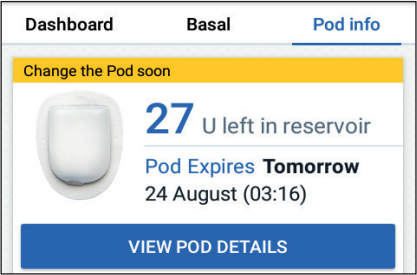 Dashboard Basal Pod info
Change the Pod soon
27 U left in reservoir
Pod Expires Tomorrow
24 August (03:16)
VIEW POD DETAILS